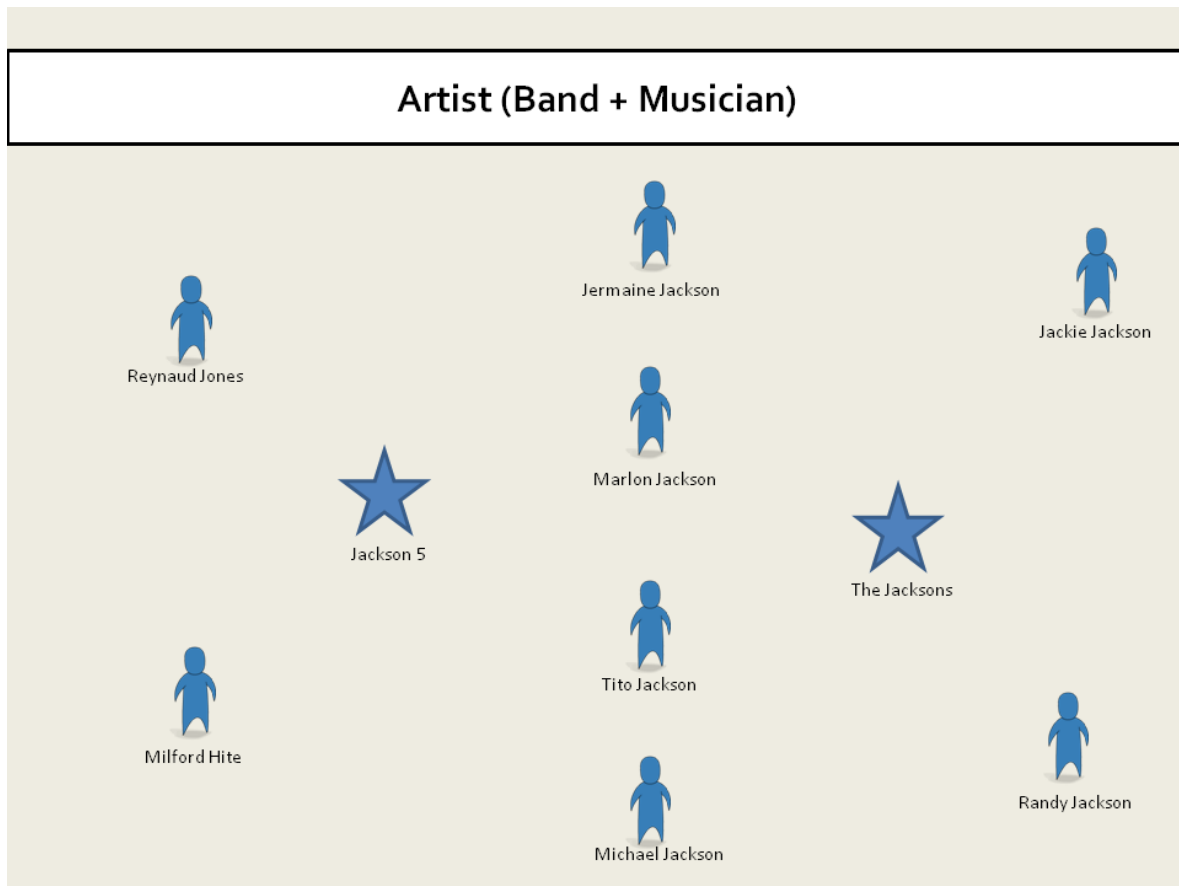 Artist (Band + Musician)
Jermaine Jackson
Jackie Jackson
Reynaud Jones
Marlon Jackson
Jackson 5
The Jacksons
Tito Jackson
Milford Hite
Randy Jackson
Michael Jackson